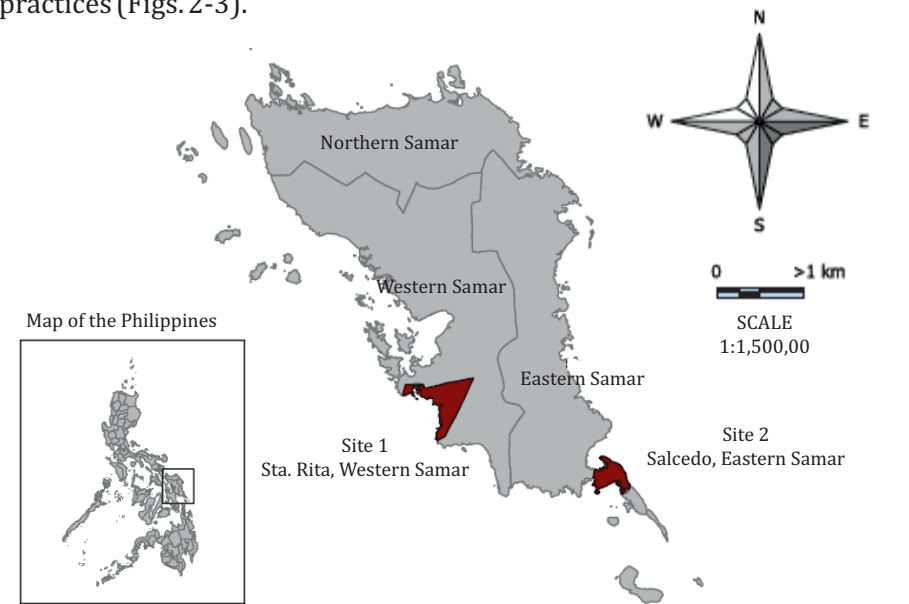 practices (Figs. 2-3).
N
W
E
S
Northern Samar
0 >1 km
SCALE
1:1,500,00
Western Samar
Map of the Philippines
Eastern Samar
Site 1
Sta. Rita, Western Samar
Site 2
Salcedo, Eastern Samar